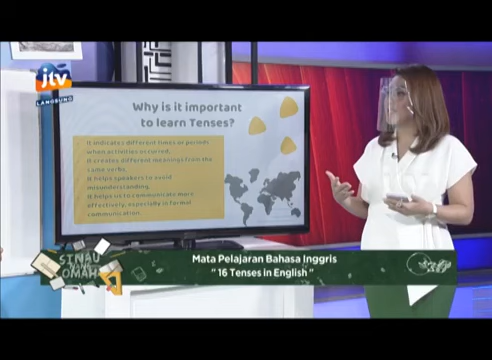 jtv
LANGSUNG
Why is it important
to learn Tenses?
It indicates different times or periods
when activities occurred.
It creates different meanings from the
same verbs.
It helps speakers to avoid
misunderstanding.
It helps us to communicate more
effectively, especially in formal
communication.
SINAU
OMAH
Mata Pelajaran Bahasa Inggris
" 16 Tenses in English "